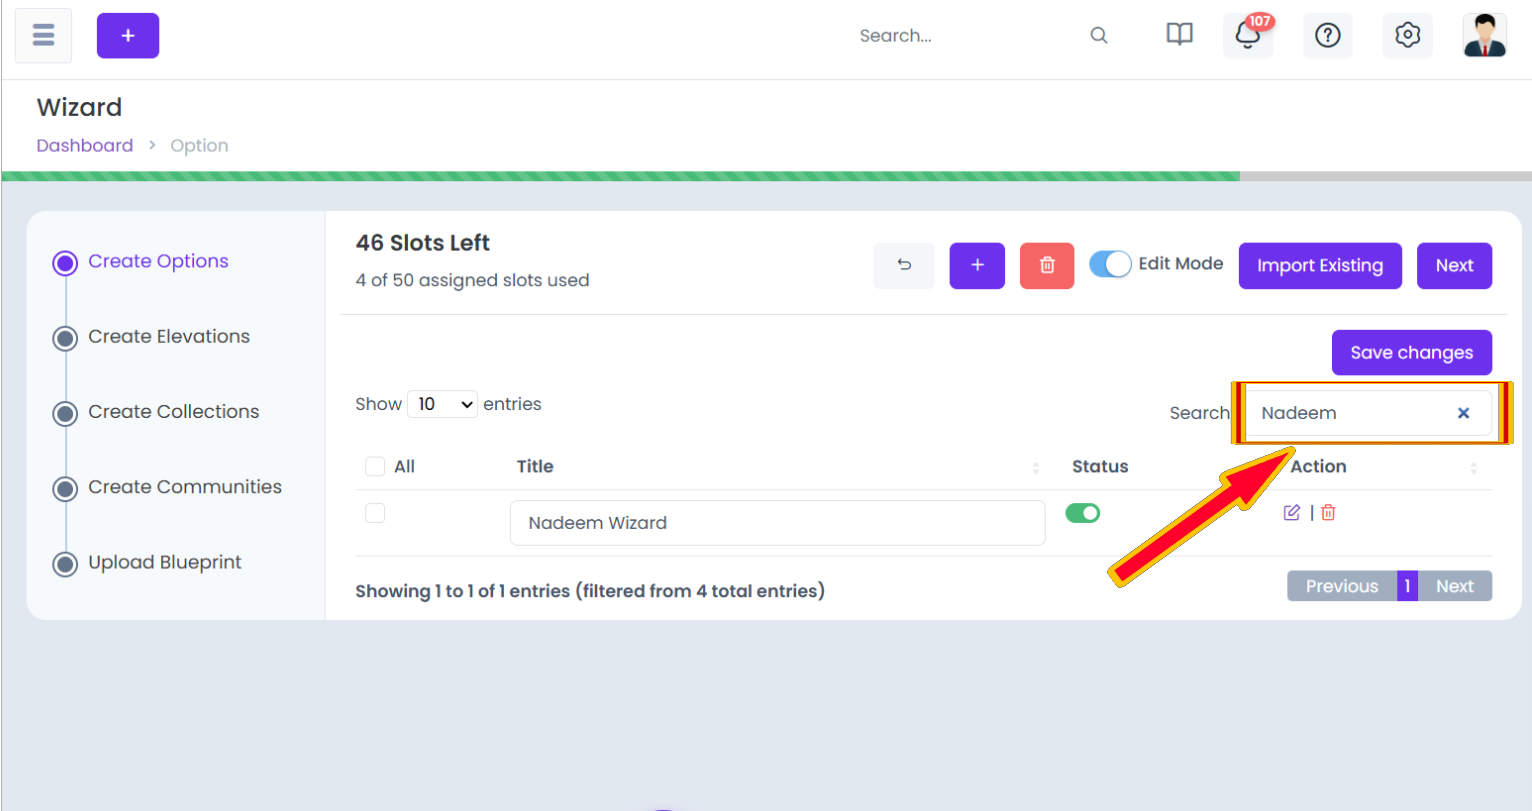 +
Search...
107
Wizard
Dashboard > Option
Create Options
Create Elevations
Create Collections
Create Communities
Upload Blueprint
46 Slots Left
4 of 50 assigned slots used
+
Edit Mode
Import Existing
Next
Save changes
Show 10 entries
Search
Nadeem
All
Title
Status
Action
Nadeem Wizard
|
Showing 1 to 1 of 1 entries (filtered from 4 total entries)
Previous 1 Next